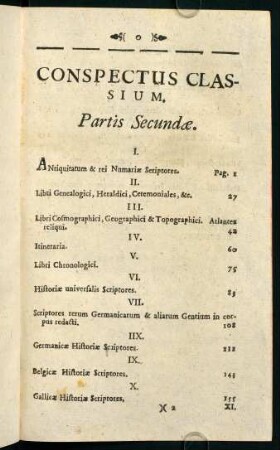 0
CONSPECTUS CLAS-
SIUM.
Partis Secundæ.
I.
ANtiquitatum & rei Numariæ Scriptores. Pag. 1
II.
Libri Genealogici, Heraldici, Ceremoniales, &c. 27
III.
Libri Cosmographici, Geographici & Topographici. Atlantes
reliqui. 42
IV.
Itineraria. 60
V.
Libri Chronologici. 75
VI.
Historiæ universalis Scriptores. 83
VII.
Scriptores rerum Germanicarum & aliarum Gentium in cor-
pus redacti. 108
IIX.
Germanicæ Historiæ Scriptores.
IX.
Belgicæ Historiæ Scriptores.
X.
Gallicæ Historiæ Scriptores.
X 2 XI.